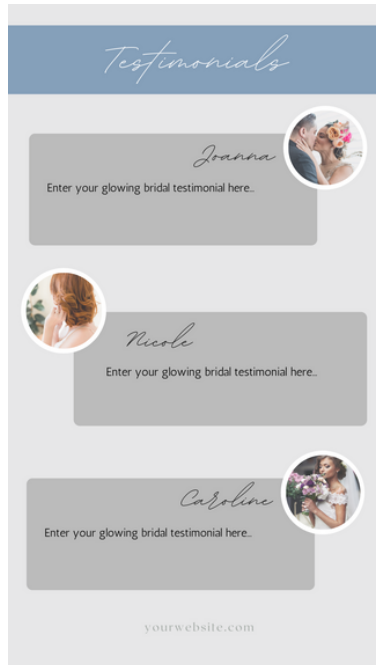 Testimonials
Joanna
Enter your glowing bridal testimonial here...
Nicole
Enter your glowing bridal testimonial here...
Caroline
Enter your glowing bridal testimonial here...
yourwebsite.com